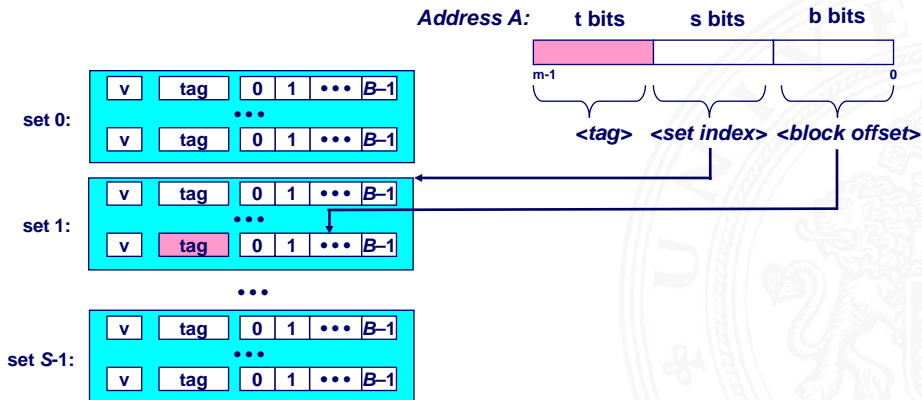 Address A: t bits s bits b bits
m-1 0
<tag> <set index> <block offset>
set 0:
v tag 0 1 ••• B–1
•••
v tag 0 1 ••• B–1
set 1:
v tag 0 1 ••• B–1
•••
v tag 0 1 ••• B–1
•••
set S-1:
v tag 0 1 ••• B–1
•••
v tag 0 1 ••• B–1
UNIVE